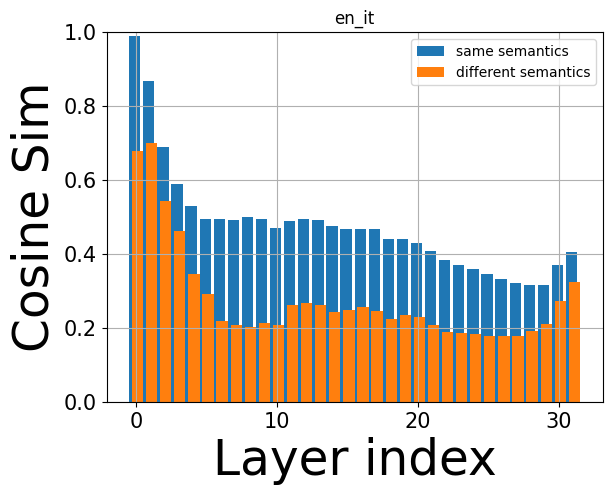 en_it
same semantics
different semantics
Cosine Sim
1.0
0.8
0.6
0.4
0.2
0.0
0 10 20 30
Layer index